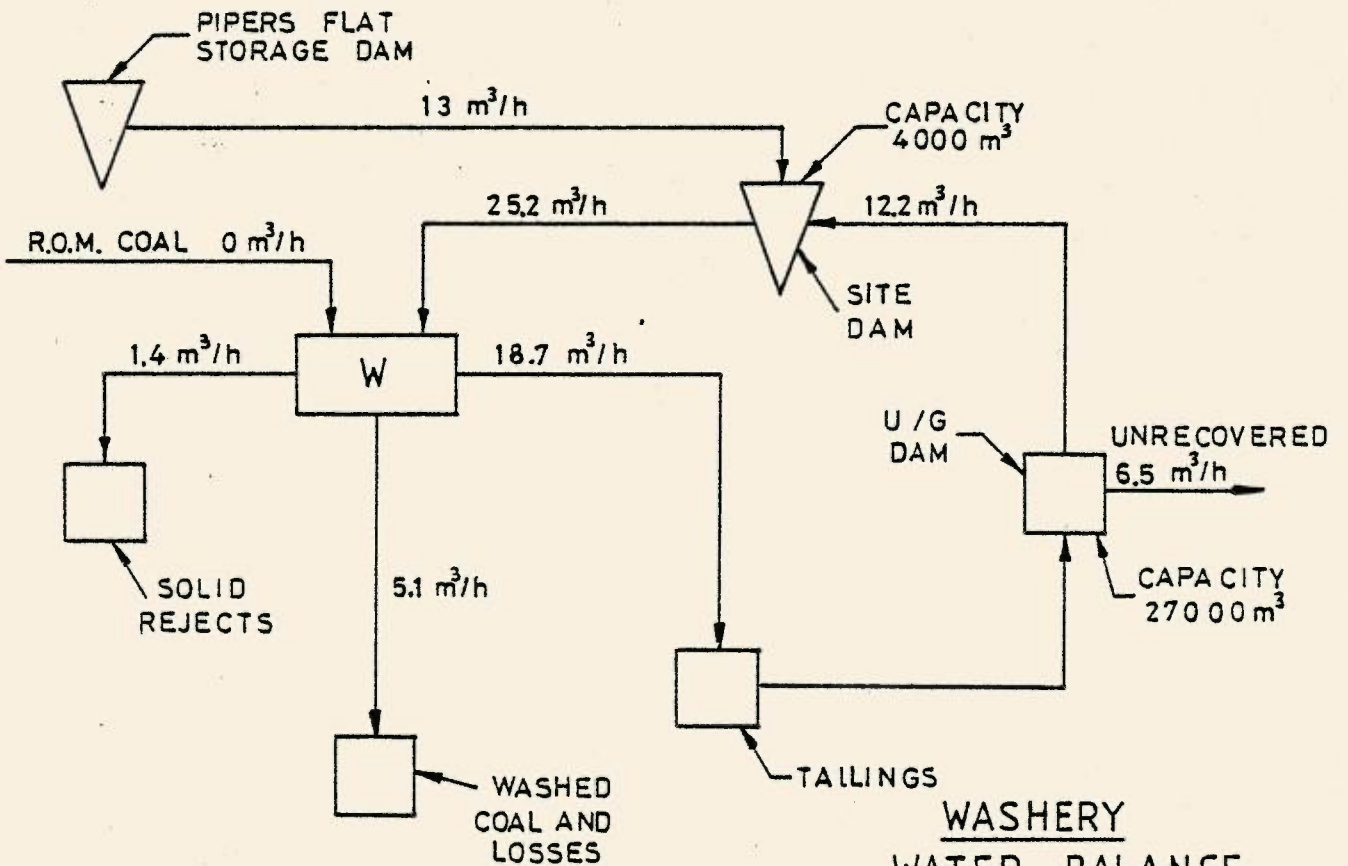 PIPERS FLAT
STORAGE DAM
13 m³/h
CAPACITY
4000 m³
25.2 m³/h
12.2 m³/h
R.O.M. COAL 0 m³/h
SITE
DAM
1.4 m³/h
W
18.7 m³/h
U/G
DAM
UNRECOVERED
6.5 m³/h
SOLID
REJECTS
5.1 m³/h
CAPACITY
27000 m³
TAILINGS
WASHED
COAL AND
LOSSES
WASHERY
WATER BALANCE